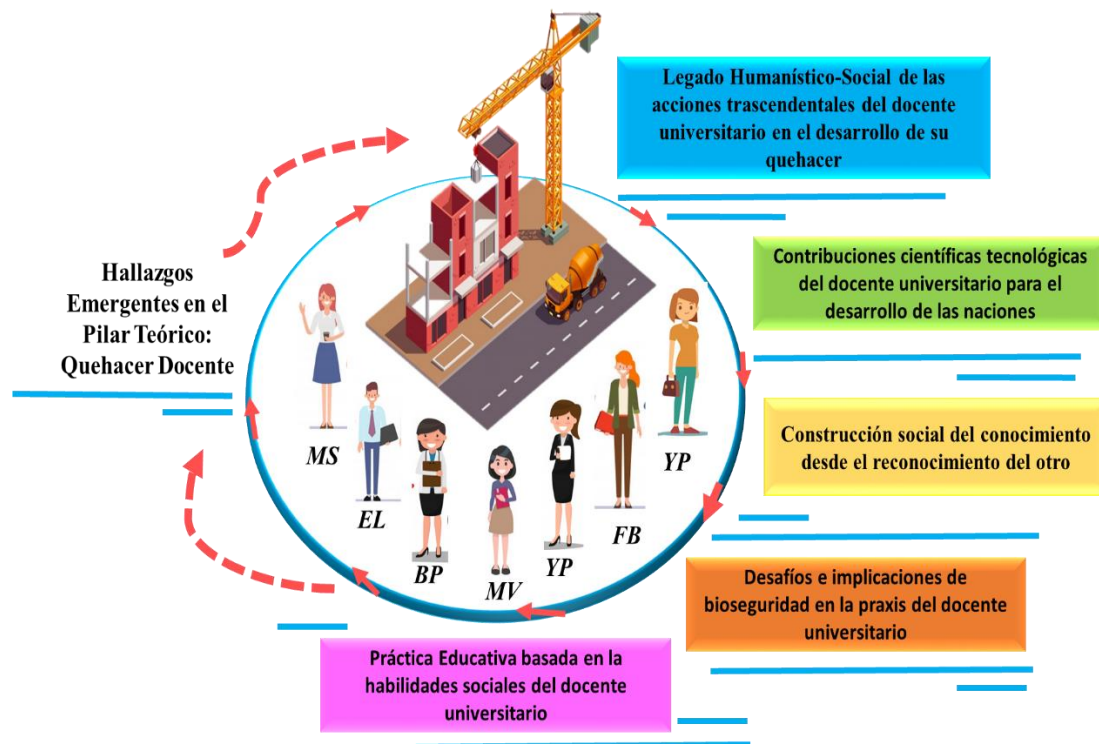 Legado Humanístico-Social de las
acciones trascendentales del docente
universitario en el desarrollo de su
quehacer
Contribuciones científicas tecnológicas
del docente universitario para el
desarrollo de las naciones
Hallazgos
Emergentes en el
Pilar Teórico:
Quehacer Docente
Construcción social del conocimiento
desde el reconocimiento del otro
MS
EL
BP
MV
YP
FB
YP
Desafíos e implicaciones de
bioseguridad en la praxis del docente
universitario
Práctica Educativa basada en la
habilidades sociales del docente
universitario